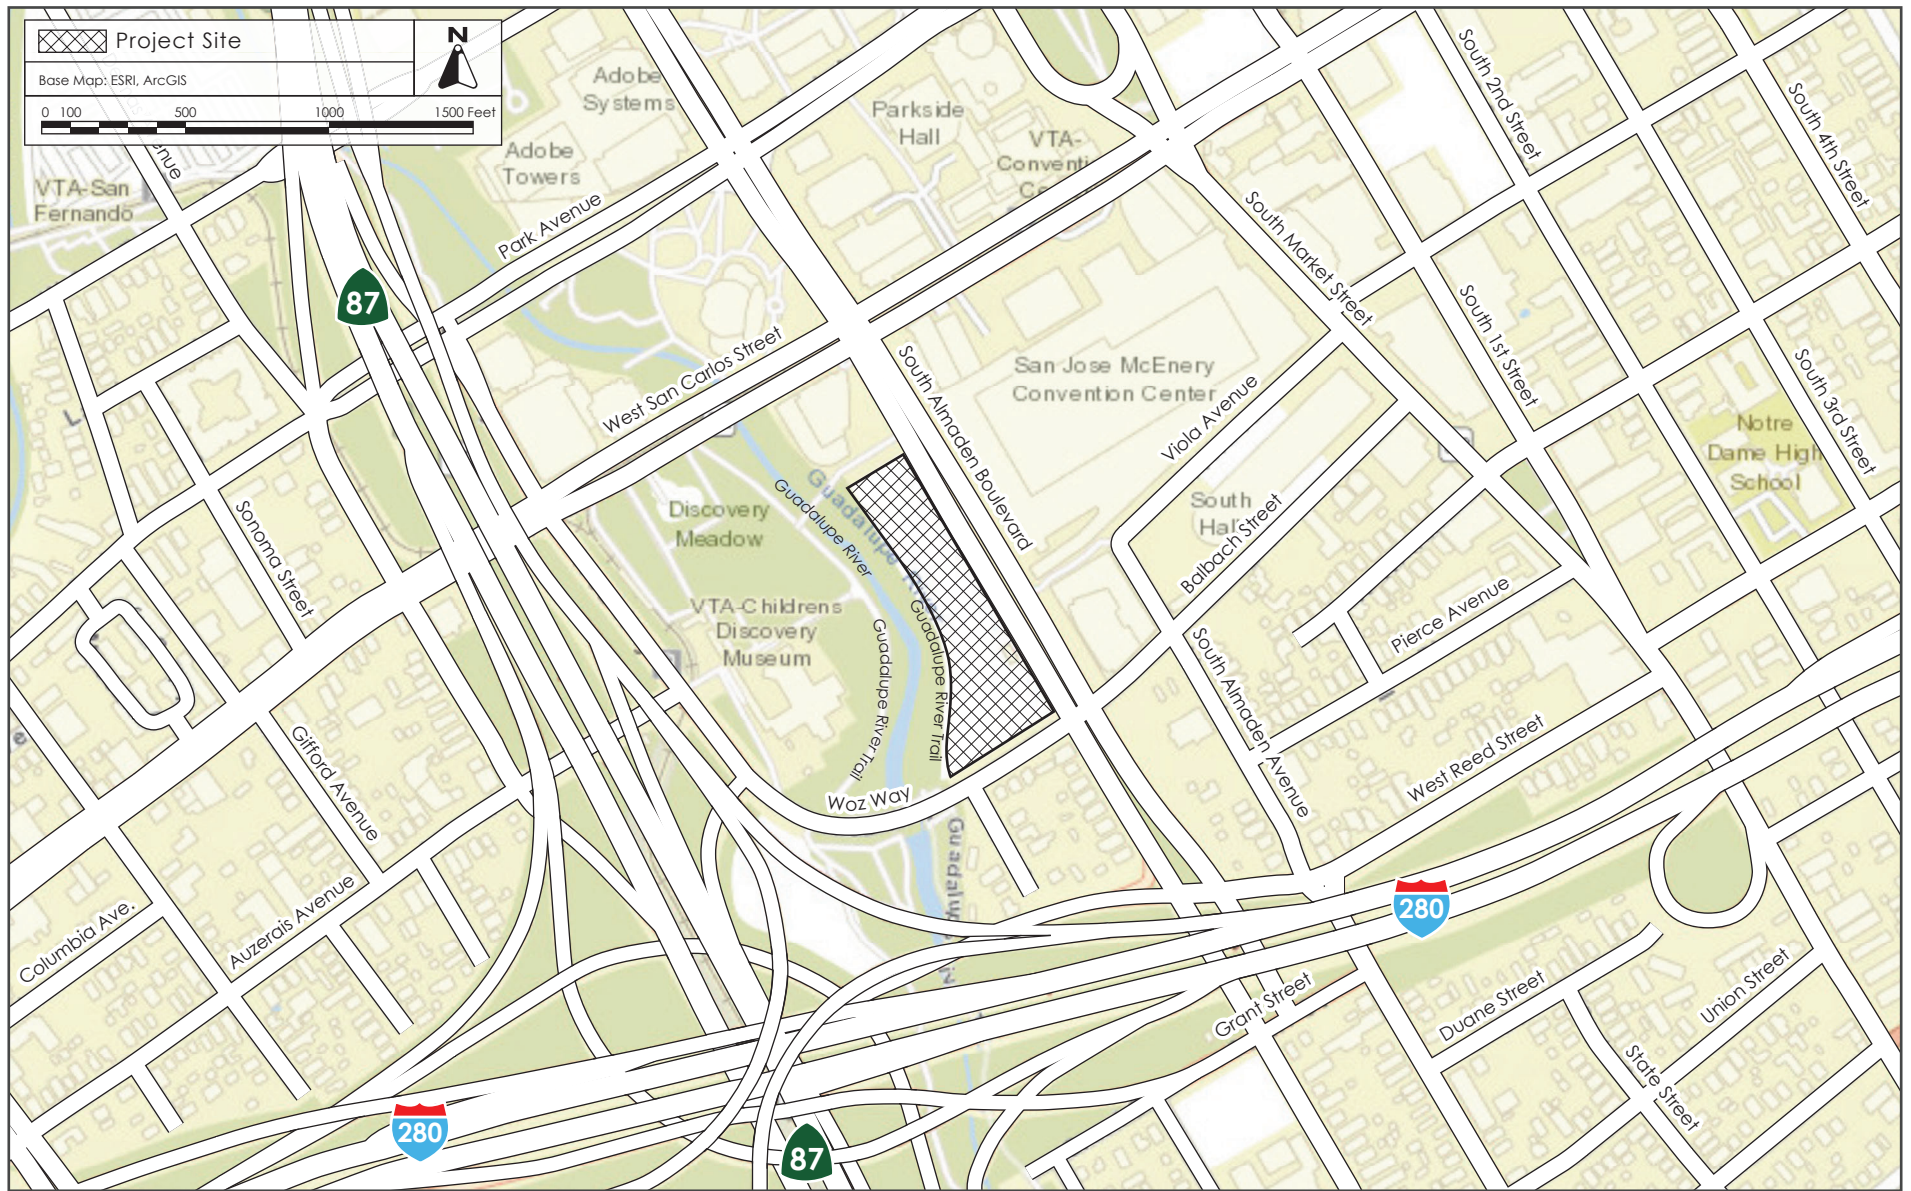 Project Site
N
Base Map: ESRI, ArcGIS
0 100 500 1000 1500 Feet
enue
VTA-San
Fernando
Adobe
Systems
Adobe
Towers
Parkside
Hall
VTA-
Conventi
South 2nd Street
South 4th Street
Park Avenue
87
South Market Street
South 1st Street
West San Carlos Street
South Almaden Boulevard
San Jose McEnery
Convention Center
Viola Avenue
South 3rd Street
Notre
Dame High
School
Sonoma Street
Discovery
Meadow
Guadalupe River
Guadalupe
South
Hall
Balbach Street
VTA-Childrens
Discovery
Museum
Guadalupe River Trail
Guadalupe River Trail
Pierce Avenue
South Almaden Avenue
Gifford Avenue
West Reed Street
Woz Way
Guadalup
Columbia Ave.
Auzerais Avenue
280
Grant Street
Duane Street
Union Street
State Street
280
87